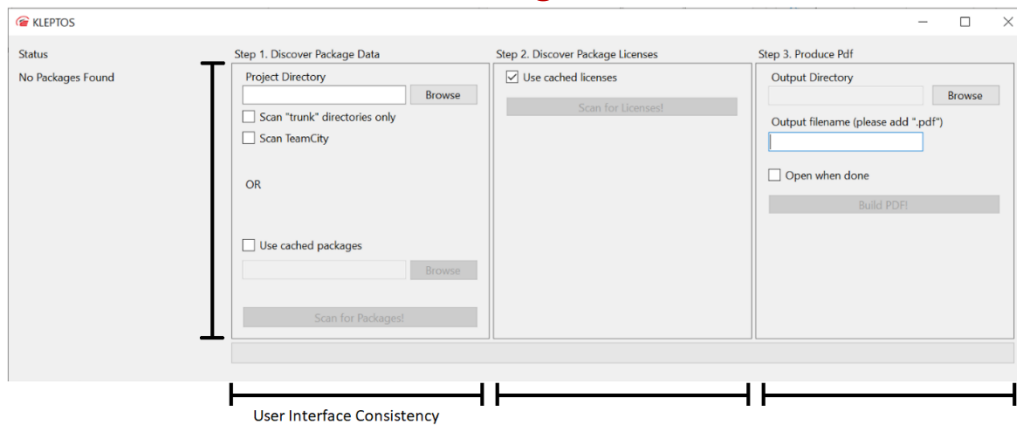 KLEPTOS
Status
No Packages Found
Step 1. Discover Package Data
Project Directory
Browse
Scan "trunk" directories only
Scan TeamCity
OR
Use cached packages
Browse
Scan for Packages!
Step 2. Discover Package Licenses
Use cached licenses
Scan for Licenses!
Step 3. Produce Pdf
Output Directory
Browse
Output filename (please add ".pdf")
Open when done
Build PDF!
User Interface Consistency